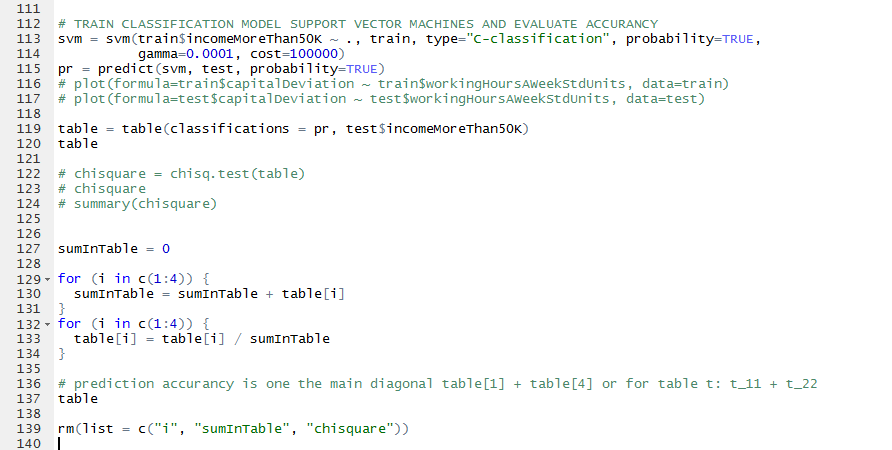 111
112 # TRAIN CLASSIFICATION MODEL SUPPORT VECTOR MACHINES AND EVALUATE ACCURANCY
113 svm = svm(train$incomeMoreThan50K ~ ., train, type="C-classification", probability=TRUE,
114           gamma=0.0001, cost=100000)
115 pr = predict(svm, test, probability=TRUE)
116 # plot(formula=train$capitalDeviation ~ train$workingHoursAWeekStdUnits, data=train)
117 # plot(formula=test$capitalDeviation ~ test$workingHoursAWeekStdUnits, data=test)
118
119 table = table(classifications = pr, test$incomeMoreThan50K)
120 table
121
122 # chisquare = chisq.test(table)
123 # chisquare
124 # summary(chisquare)
125
126
127 sumInTable = 0
128
129 for (i in c(1:4)) {
130   sumInTable = sumInTable + table[i]
131 }
132 for (i in c(1:4)) {
133   table[i] = table[i] / sumInTable
134 }
135
136 # prediction accurancy is one the main diagonal table[1] + table[4] or for table t: t_11 + t_22
137 table
138
139 rm(list = c("i", "sumInTable", "chisquare"))
140